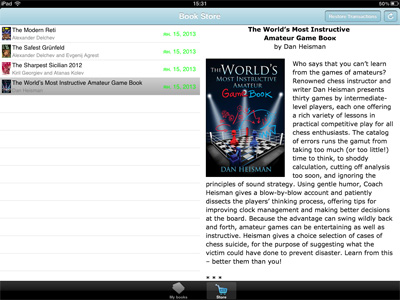 iPad
15:31
50%
Book Store
Restore Transactions
The Modern Reti
Alexander Delchev
The Safest Grünfeld
Alexander Delchev and Evgenij Agrest
The Sharpest Sicilian 2012
Kiril Georgiev and Atanas Kolev
The World's Most Instructive Amateur Game Book
Dan Heisman
The World's Most Instructive
Amateur Game Book
by Dan Heisman
THE WORLD'S
MOST INSTRUCTIVE
AMATEUR
Game Book
DAN HEISMAN
Who says that you can't learn
from the games of amateurs?
Renowned chess instructor and
writer Dan Heisman presents
thirty games by intermediate-
level players, each one offering
a rich variety of lessons in
practical competitive play for all
chess enthusiasts. The catalog
of errors runs the gamut from
taking too much (or too little!)
time to think, to shoddy
calculation, cutting off analysis
too soon, and ignoring the
principles of sound strategy. Using gentle humor, Coach
Heisman gives a blow-by-blow account and patiently
dissects the players' thinking process, offering tips for
improving clock management and making better decisions
at the board. Because the advantage can swing wildly back
and forth, amateur games can be entertaining as well as
instructive. Heisman gives a choice selection of cases of
chess suicide, for the purpose of suggesting what the
victim could have done to prevent disaster. Learn from this
– better them than you!
* * *
My books
Store